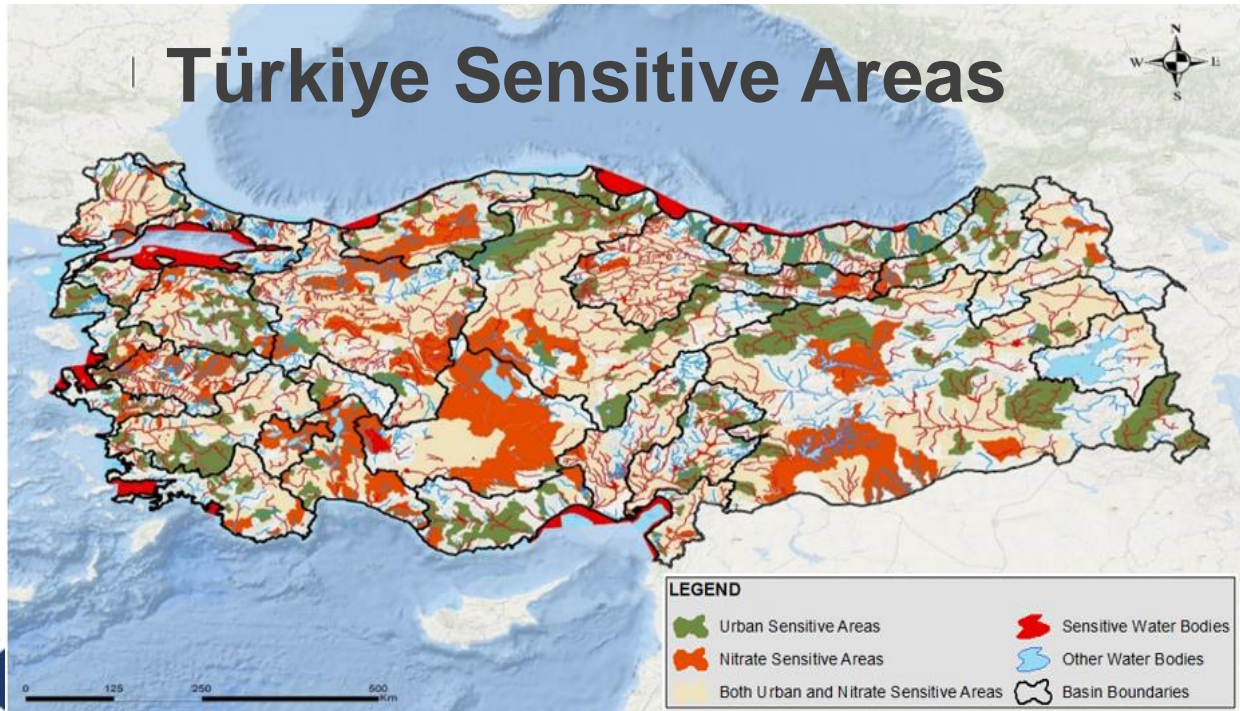 Türkiye Sensitive Areas
N
W E
S
LEGEND
Urban Sensitive Areas
Sensitive Water Bodies
Nitrate Sensitive Areas
Other Water Bodies
Both Urban and Nitrate Sensitive Areas
Basin Boundaries
0 125 250 500
Km